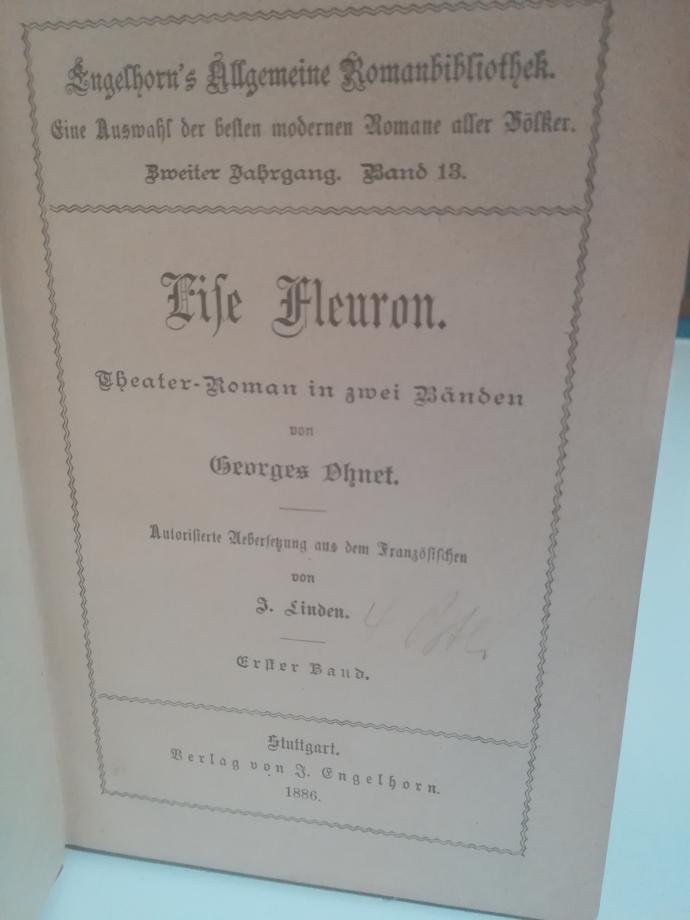 Engelhorn's Allgemeine Romanbibliothek.
Eine Auswahl der besten modernen Romane aller Völker.
Zweiter Jahrgang. Band 13.
Lise Fleuron.
Theater-Roman in zwei Bänden
von
Georges Ohnet.
Autorisierte Uebersetzung aus dem Französischen
von
J. Linden.
Erster Band.
Stuttgart.
Verlag von J. Engelhorn.
1886.